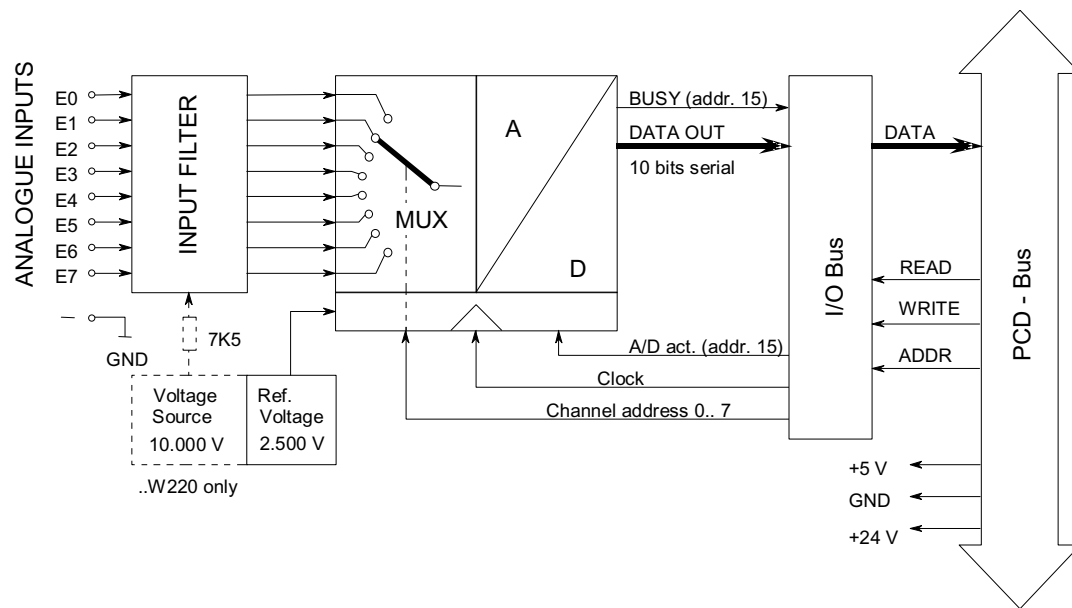 ANALOGUE INPUTS
E0
E1
E2
E3
E4
E5
E6
E7
GND
INPUT FILTER
7K5
Voltage
Source
10.000 V
Ref.
Voltage
2.500 V
..W220 only
MUX
A
D
BUSY (addr. 15)
DATA OUT
10 bits serial
A/D act. (addr. 15)
Clock
Channel address 0.. 7
I/O Bus
DATA
READ
WRITE
ADDR
+5 V
GND
+24 V
PCD - Bus